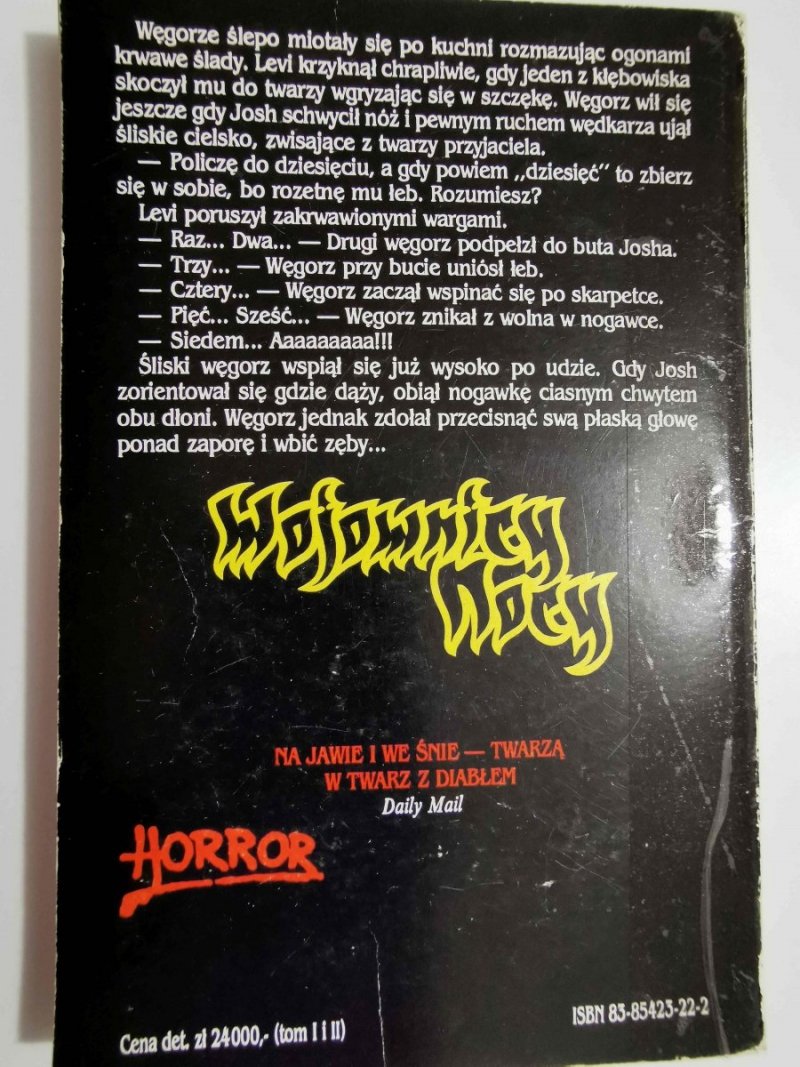 Węgorze ślepo miotały się po kuchni rozmazując ogonami
krwawe ślady. Levi krzyknął chrapliwie, gdy jeden z kłębowiska
skoczył mu do twarzy wgryzając się w szczękę. Węgorz wił się
jeszcze gdy Josh schwycił nóż i pewnym ruchem wędkarza ujął
śliskie cielsko, zwisające z twarzy przyjaciela.
— Policzę do dziesięciu, a gdy powiem „dziesięć" to zbierz
się w sobie, bo rozetnę mu łeb. Rozumiesz?
Levi poruszył zakrwawionymi wargami.
— Raz... Dwa... — Drugi węgorz podpełzł do buta Josha.
— Trzy... — Węgorz przy bucie uniósł łeb.
— Cztery... — Węgorz zaczął wspinać się po skarpetce.
— Pięć... Sześć... — Węgorz znikał z wolna w nogawce.
— Siedem... Aaaaaaaaa!!!
Śliski węgorz wspiął się już wysoko po udzie. Gdy Josh
zorientował się gdzie dąży, obiął nogawkę ciasnym chwytem
obu dłoni. Węgorz jednak zdołał przecisnąć swą płaską głowę
ponad zaporę i wbić zęby...
Wojownicy
Nocy
NA JAWIE I WE ŚNIE — TWARZĄ
W TWARZ Z DIABŁEM
Daily Mail
HORROR
ISBN 83-85423-22-2
Cena det. zł 24000,- (tom I i II)